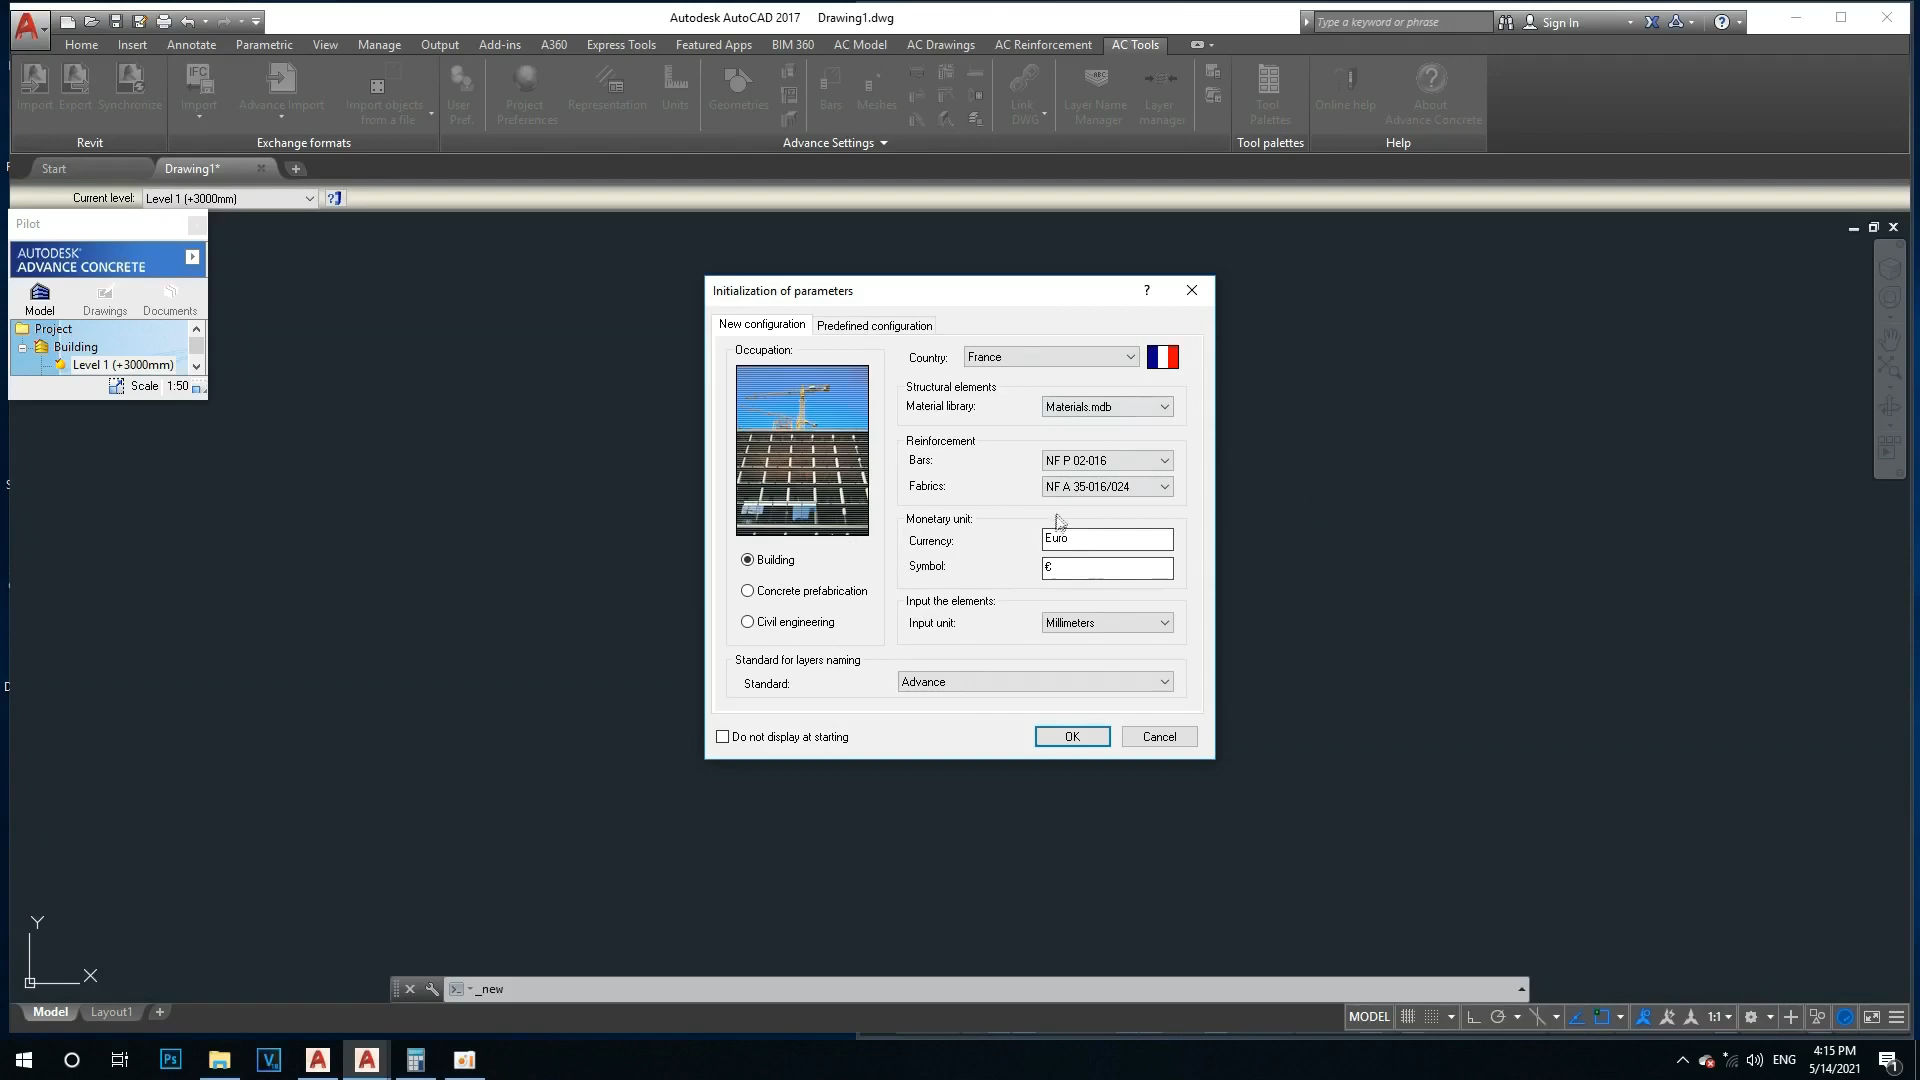 Autodesk AutoCAD 2017 Drawing1.dwg
Type a keyword or phrase
Sign In
Home Insert Annotate Parametric View Manage Output Add-ins A360 Express Tools Featured Apps BIM 360 AC Model AC Drawings AC Reinforcement AC Tools
Import Export Synchronize
IFC
Import
Advance Import
Import objects
from a file
User
Pref.
Project
Preferences
Representation
Units
Geometries
Bars
Meshes
Link
DWG
ABC
Layer Name
Manager
Layer
manager
Tool
Palettes
Online help
About
Advance Concrete
Revit
Exchange formats
Advance Settings
Tool palettes
Help
Start
Drawing1*
Current level: Level 1 (+3000mm)
Pilot
AUTODESK®
ADVANCE CONCRETE
Model Drawings Documents
Project
Building
Level 1 (+3000mm)
Scale 1:50
Initialization of parameters
New configuration Predefined configuration
Occupation:
Building
Concrete prefabrication
Civil engineering
Country: France
Structural elements
Material library: Materials.mdb
Reinforcement
Bars: NF P 02-016
Fabrics: NF A 35-016/024
Monetary unit:
Currency: Euro
Symbol: €
Input the elements:
Input unit: Millimeters
Standard for layers naming
Standard: Advance
Do not display at starting
OK Cancel
Y
X
_new
Model Layout1
MODEL
1:1
Ps
ENG
4:15 PM
5/14/2021
1